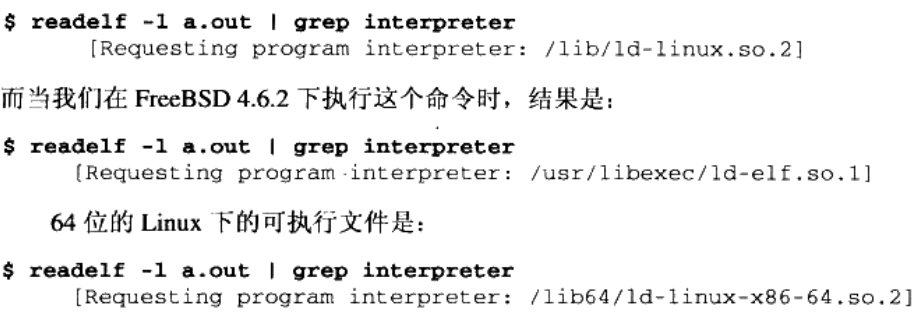 $ readelf -l a.out | grep interpreter
[Requesting program interpreter: /lib/ld-linux.so.2]
而当我们在 FreeBSD 4.6.2 下执行这个命令时，结果是：
$ readelf -l a.out | grep interpreter
[Requesting program interpreter: /usr/libexec/ld-elf.so.1]
64 位的 Linux 下的可执行文件是：
$ readelf -l a.out | grep interpreter
[Requesting program interpreter: /lib64/ld-linux-x86-64.so.2]